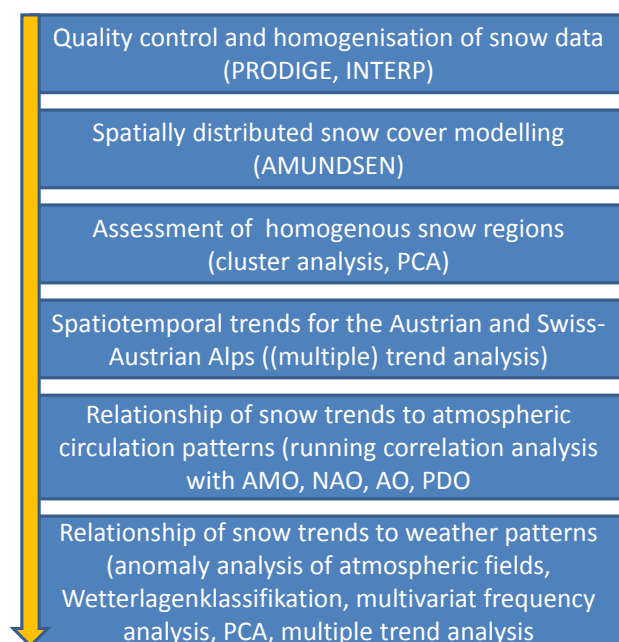 Quality control and homogenisation of snow data
(PRODIGE, INTERP)
Spatially distributed snow cover modelling
(AMUNDSEN)
Assessment of  homogenous snow regions
(cluster analysis, PCA)
Spatiotemporal trends for the Austrian and Swiss-
Austrian Alps ((multiple) trend analysis)
Relationship of snow trends to atmospheric
circulation patterns (running correlation analysis
with AMO, NAO, AO, PDO
Relationship of snow trends to weather patterns
(anomaly analysis of atmospheric fields,
Wetterlagenklassifikation, multivariat frequency
analysis, PCA, multiple trend analysis